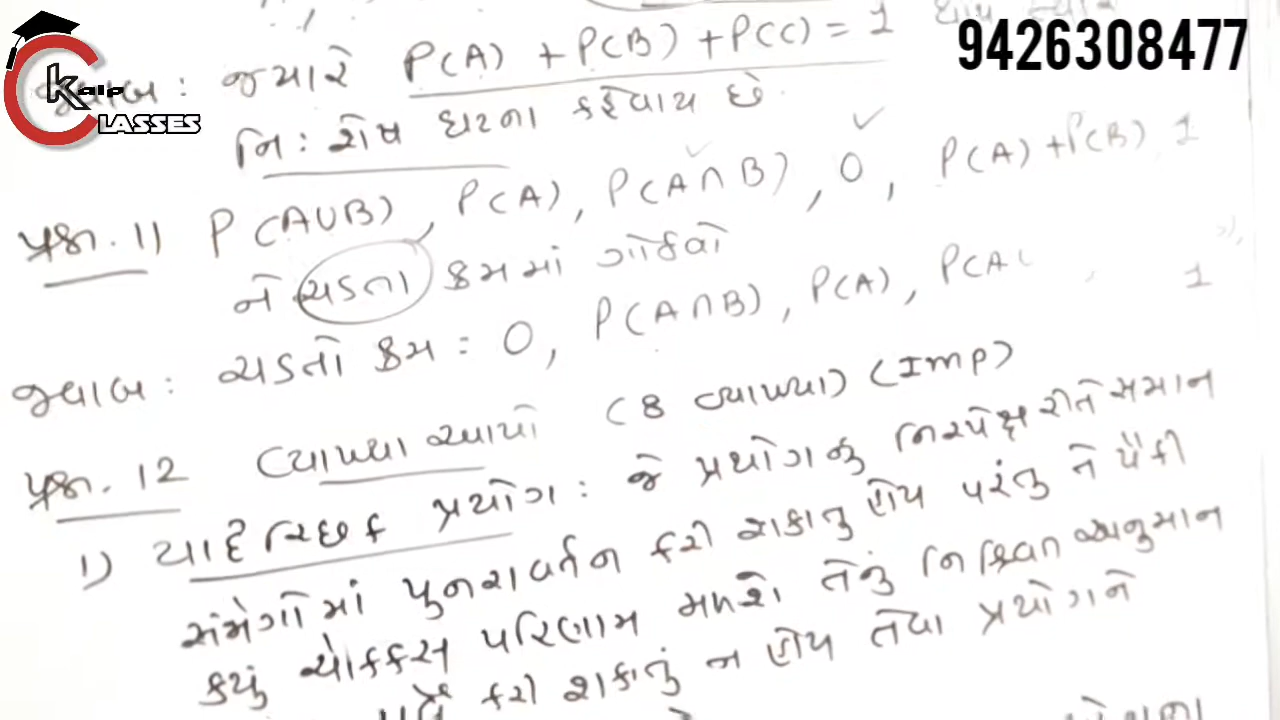 9426308477
Kalp
CLASSES
જવાબ : જ્યારે P(A) + P(B) + P(C) = 1
નિ:શેષ ઘટના કહેવાય છે.
પ્રશ્ન. 11 P(A∪B), P(A), P(A∩B), 0, P(A) + P(B) 1
ને ચડતા ક્રમમાં ગોઠવો
જવાબ : ચડતો ક્રમ = 0, P(A∩B), P(A), P(A 1
પ્રશ્ન. 12 વ્યાખ્યા આપો (8 વ્યાખ્યા) (Imp)
1) યાદૈચ્છિક પ્રયોગ : જે પ્રયોગનું નિરપેક્ષ રીતે સમાન
સંજોગોમાં પુનરાવર્તન કરી શકાતુ હોય પરંતુ તે પૈકી
કયું ચોક્કસ પરિણામ મળશે તેનું નિશ્ચિત અનુમાન
કરી શકાતું ન હોય તેવા પ્રયોગને